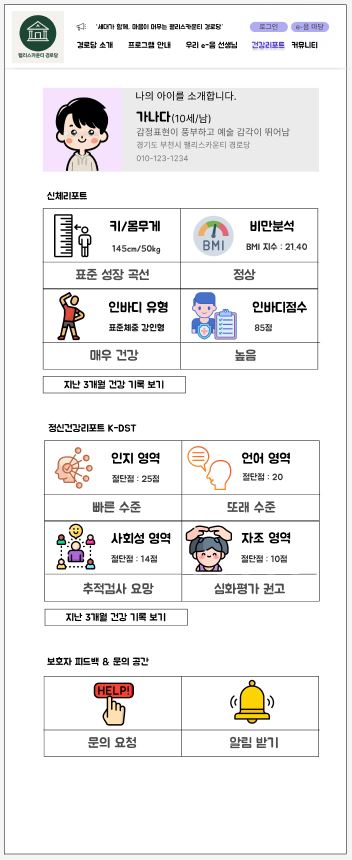 펠리스카운티 경로당
'세대가 함께, 마음이 머무는 펠리스카운티 경로당'
로그인
e-음 마당
경로당 소개 프로그램 안내 우리 e-음 선생님 건강리포트 커뮤니티
나의 아이를 소개합니다.
가나다(10세/남)
감정표현이 풍부하고 예술 감각이 뛰어남
경기도 부천시 펠리스카운티 경로당
010-123-1234
신체리포트
키/몸무게
145cm/50kg
BMI
비만분석
BMI 지수 : 21.40
표준 성장 곡선
정상
인바디 유형
표준체중 강인형
인바디점수
85점
매우 건강
높음
지난 3개월 건강 기록 보기
정신건강리포트 K-DST
인지 영역
절단점 : 25점
언어 영역
절단점 : 20
빠른 수준
또래 수준
사회성 영역
절단점 : 14점
자조 영역
절단점 : 10점
추적검사 요망
심화평가 권고
지난 3개월 건강 기록 보기
보호자 피드백 & 문의 공간
HELP!
문의 요청
알림 받기